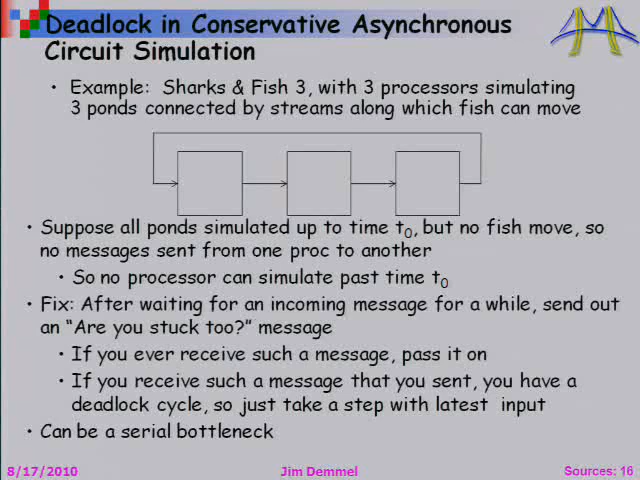 Deadlock in Conservative Asynchronous
Circuit Simulation
• Example: Sharks & Fish 3, with 3 processors simulating
3 ponds connected by streams along which fish can move
• Suppose all ponds simulated up to time t0, but no fish move, so
no messages sent from one proc to another
• So no processor can simulate past time t0
• Fix: After waiting for an incoming message for a while, send out
an “Are you stuck too?” message
• If you ever receive such a message, pass it on
• If you receive such a message that you sent, you have a
deadlock cycle, so just take a step with latest input
• Can be a serial bottleneck
8/17/2010 Jim Demmel Sources: 16